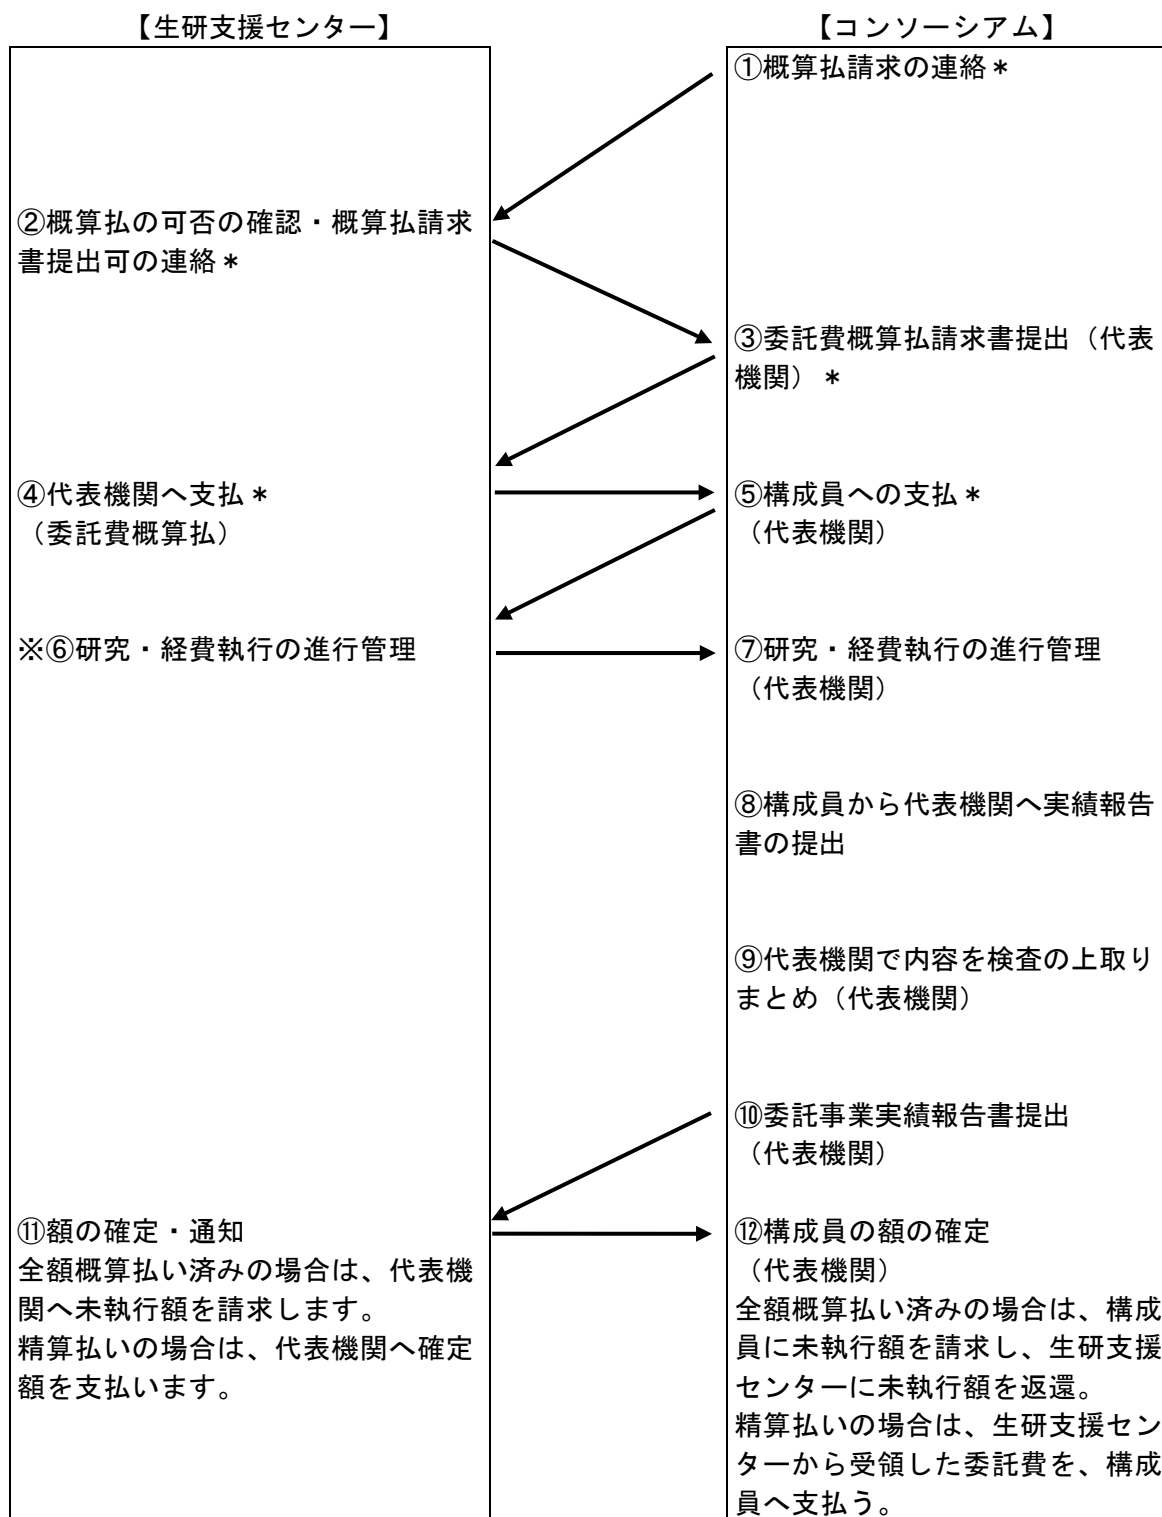 【生研支援センター】
【コンソーシアム】
①概算払請求の連絡＊
②概算払の可否の確認・概算払請求
書提出可の連絡＊
③委託費概算払請求書提出（代表
機関）＊
④代表機関へ支払＊
（委託費概算払）
⑤構成員への支払＊
（代表機関）
※⑥研究・経費執行の進行管理
⑦研究・経費執行の進行管理
（代表機関）
⑧構成員から代表機関へ実績報告
書の提出
⑨代表機関で内容を検査の上取り
まとめ（代表機関）
⑩委託事業実績報告書提出
（代表機関）
⑪額の確定・通知
全額概算払い済みの場合は、代表機
関へ未執行額を請求します。
精算払いの場合は、代表機関へ確定
額を支払います。
⑫構成員の額の確定
（代表機関）
全額概算払い済みの場合は、構成
員に未執行額を請求し、生研支援
センターに未執行額を返還。
精算払いの場合は、生研支援セン
ターから受領した委託費を、構成
員へ支払う。